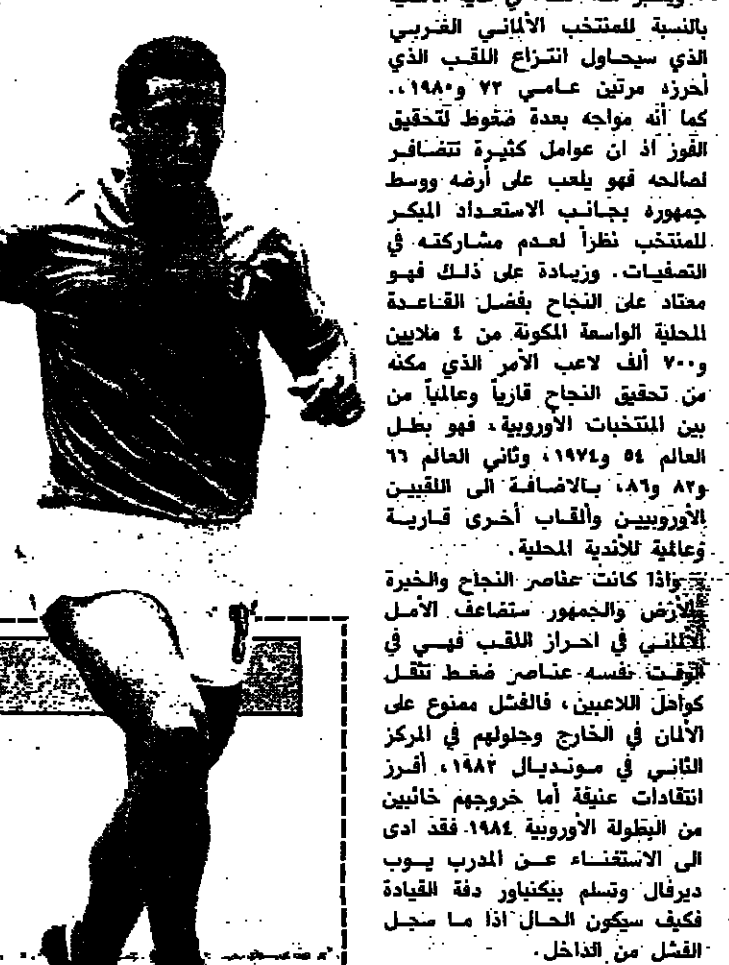 بالنسبة للمنتخب الألماني الغربي
الذي سيحاول انتزاع اللقب الذي
أحرزه مرتين عامي ٧٢ و١٩٨٠،
كما أنه مواجه بعدة ضغوط لتحقيق
الفوز اذ ان عوامل كثيرة تتضافر
لصالحه فهو يلعب على أرضه ووسط
جمهوره بجانب الاستعداد المبكر
للمنتخب نظراً لعدم مشاركته في
التصفيات. وزيادة على ذلك فهو
معتاد على النجاح بفضل القاعدة
المحلية الواسعة المكونة من ٤ ملايين
و٧٠٠ ألف لاعب الأمر الذي مكنه
من تحقيق النجاح قارياً وعالمياً من
بين المنتخبات الأوروبية، فهو بطل
العالم ٥٤ و١٩٧٤، وثاني العالم ٦٦
و٨٢ و٨٦، بالاضافة الى اللقبين
الأوروبيين وألقاب أخرى قارية
وعالمية للأندية المحلية.
واذا كانت عناصر النجاح والخبرة
والأرض والجمهور ستضاعف الأمل
الألماني في احراز اللقب فهي في
الوقت نفسه عناصر ضغط تثقل
كواهل اللاعبين، فالفشل ممنوع على
الألمان في الخارج وحلولهم في المركز
الثاني في مونديال ١٩٨٢، أفرز
انتقادات عنيفة أما خروجهم خائبين
من البطولة الأوروبية ١٩٨٤ فقد ادى
الى الاستغناء عن المدرب يوب
ديرفال وتسلم بيكنباور دفة القيادة
فكيف سيكون الحال اذا ما سجل
الفشل من الداخل.